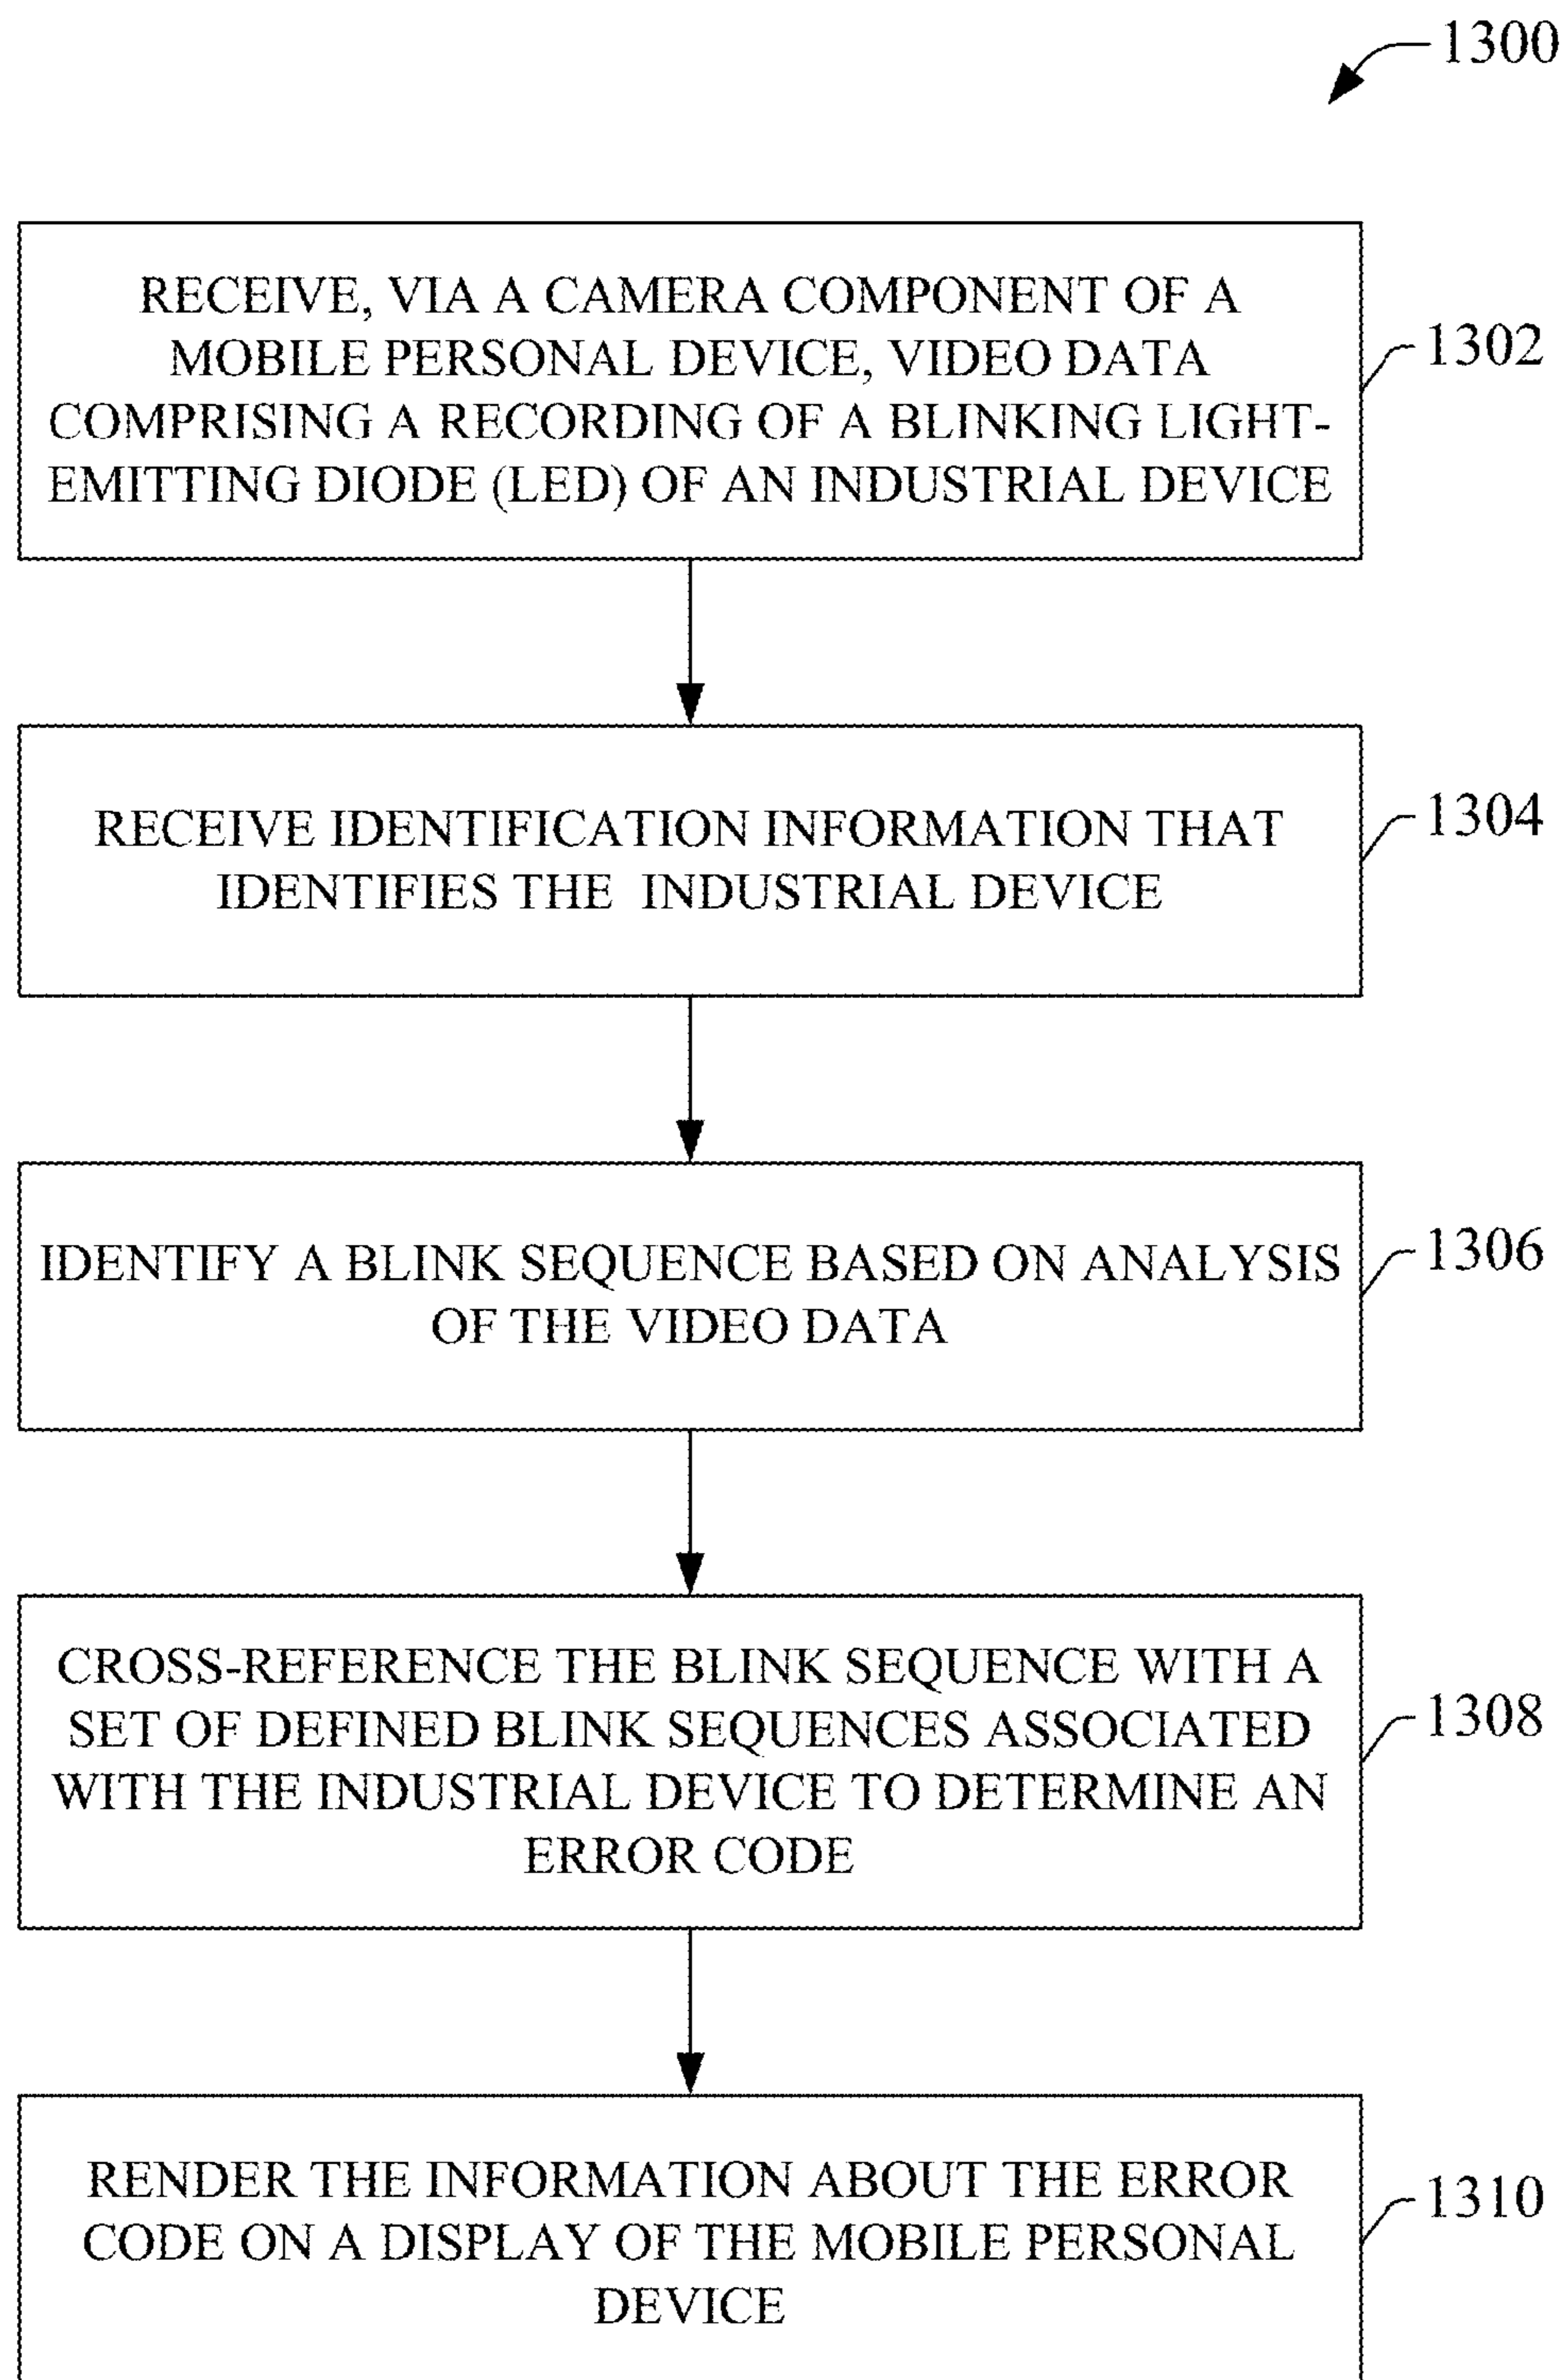 1300
RECEIVE, VIA A CAMERA COMPONENT OF A
MOBILE PERSONAL DEVICE, VIDEO DATA
COMPRISING A RECORDING OF A BLINKING LIGHT-
EMITTING DIODE (LED) OF AN INDUSTRIAL DEVICE
1302
RECEIVE IDENTIFICATION INFORMATION THAT
IDENTIFIES THE INDUSTRIAL DEVICE
1304
IDENTIFY A BLINK SEQUENCE BASED ON ANALYSIS
OF THE VIDEO DATA
1306
CROSS-REFERENCE THE BLINK SEQUENCE WITH A
SET OF DEFINED BLINK SEQUENCES ASSOCIATED
WITH THE INDUSTRIAL DEVICE TO DETERMINE AN
ERROR CODE
1308
RENDER THE INFORMATION ABOUT THE ERROR
CODE ON A DISPLAY OF THE MOBILE PERSONAL
DEVICE
1310